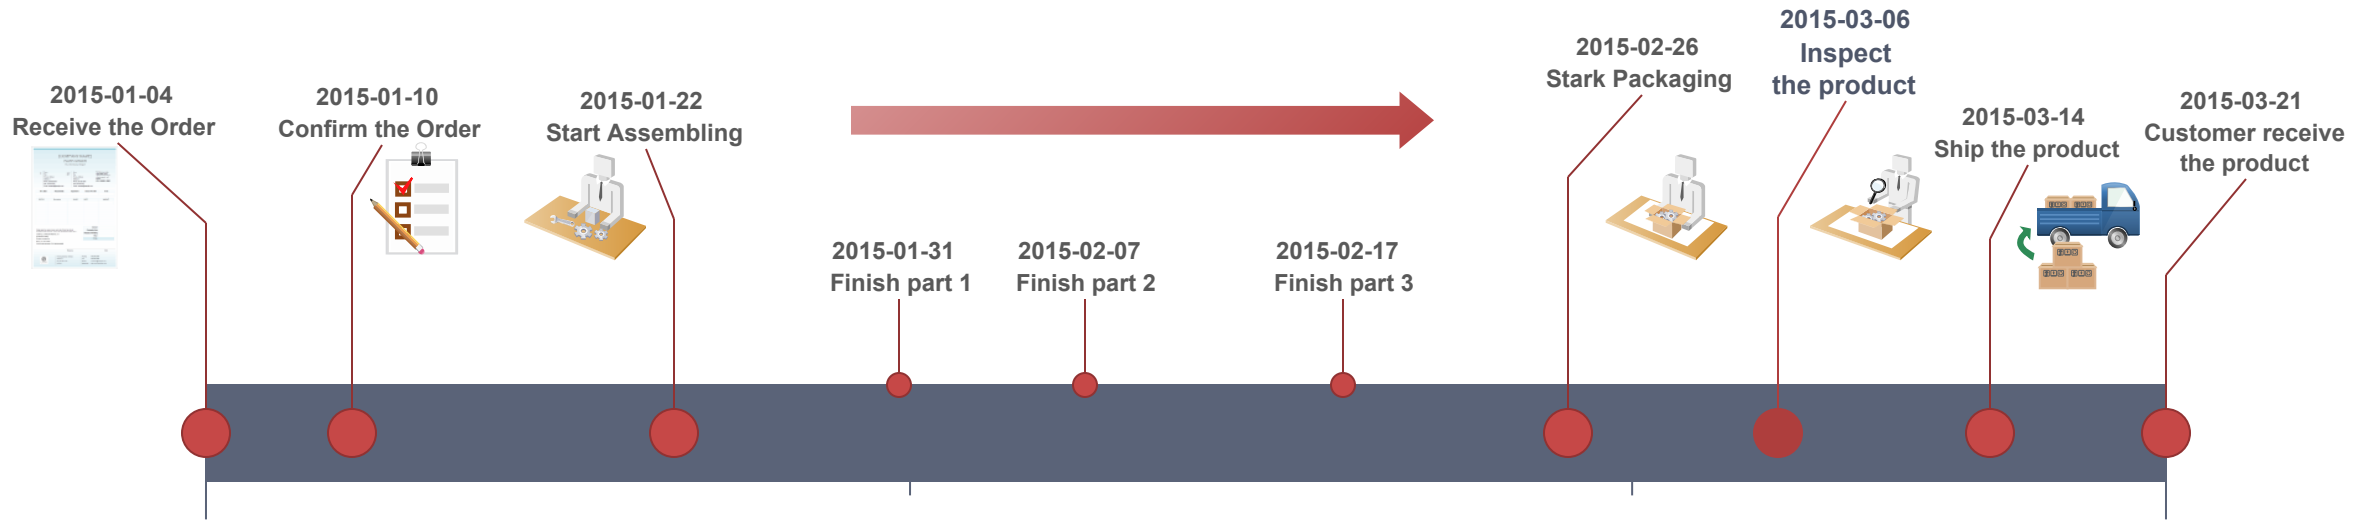 2015-01-04
Receive the Order
2015-01-10
Confirm the Order
2015-01-22
Start Assembling
2015-01-31
Finish part 1
2015-02-07
Finish part 2
2015-02-17
Finish part 3
2015-02-26
Stark Packaging
2015-03-06
Inspect
the product
2015-03-14
Ship the product
2015-03-21
Customer receive
the product